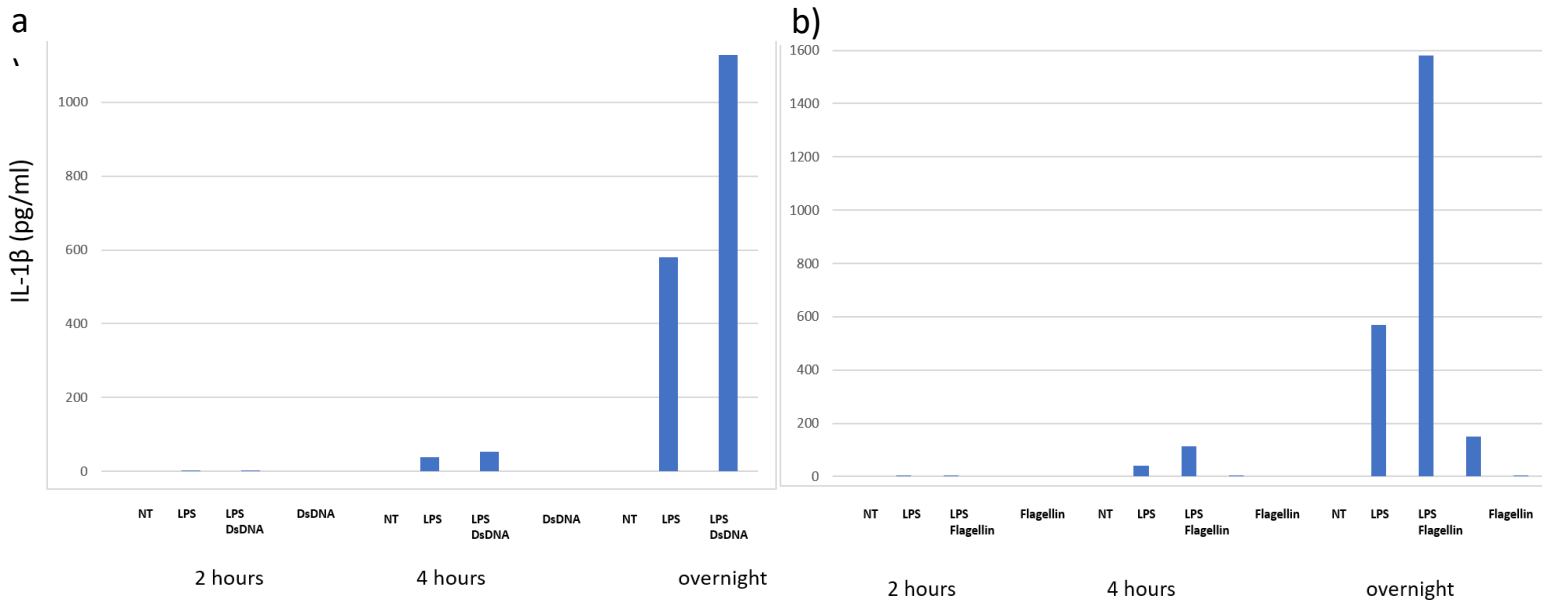 a
b)
IL-1β (pg/ml)
1000
800
600
400
200
0
NT LPS LPS DsDNA
DsDNA
NT LPS LPS DsDNA
DsDNA
NT LPS LPS
DsDNA
2 hours 4 hours overnight
1600
1400
1200
1000
800
600
400
200
0
NT LPS LPS Flagellin
Flagellin
NT LPS LPS Flagellin
Flagellin
NT LPS LPS Flagellin
Flagellin
2 hours 4 hours overnight